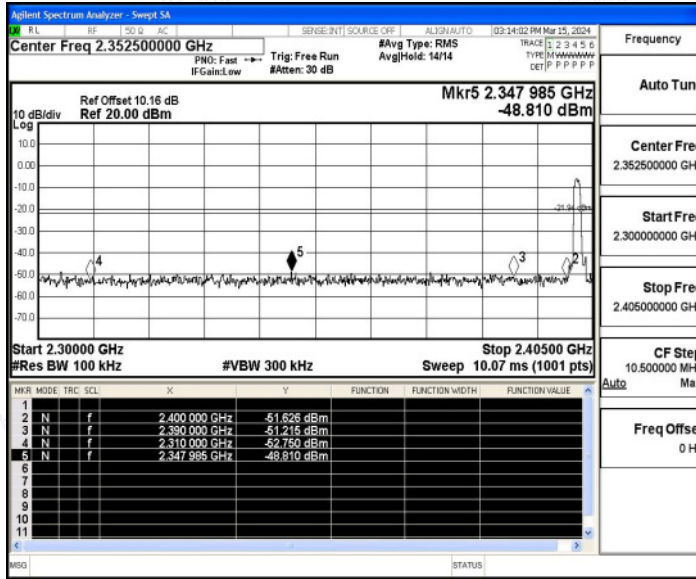 Agilent Spectrum Analyzer - Swept SA
RL RF 50 Ω AC SENSE:INT SOURCE OFF ALIGNAUTO 03:14:02 PM Mar 15, 2024
Center Freq 2.352500000 GHz
PNO: Fast
IFGain:Low
Trig: Free Run
#Atten: 30 dB
#Avg Type: RMS
Avg|Hold: 14/14
TRACE 1 2 3 4 5 6
TYPE M
DET P P P P P P
Ref Offset 10.16 dB
Ref 20.00 dBm
10 dB/div
Log
Mkr5 2.347 985 GHz
-48.810 dBm
10.0
0.00
-10.0
-20.0
-30.0
-40.0
-50.0
-60.0
-70.0
-21.94 dBm
4
5
3
2
Start 2.30000 GHz
Stop 2.40500 GHz
#Res BW 100 kHz
#VBW 300 kHz
Sweep 10.07 ms (1001 pts)
MKR MODE TRC SCL X Y FUNCTION FUNCTION WIDTH FUNCTION VALUE
1
2 N f 2.400 000 GHz -51.626 dBm
3 N f 2.390 000 GHz -51.215 dBm
4 N f 2.310 000 GHz -52.750 dBm
5 N f 2.347 985 GHz -48.810 dBm
6
7
8
9
10
11
MSG
STATUS
Frequency
Auto Tun
Center Fre
2.352500000 GH
Start Fre
2.300000000 GH
Stop Fre
2.405000000 GH
CF Step
10.500000 MH
Auto Ma
Freq Offse
0 H